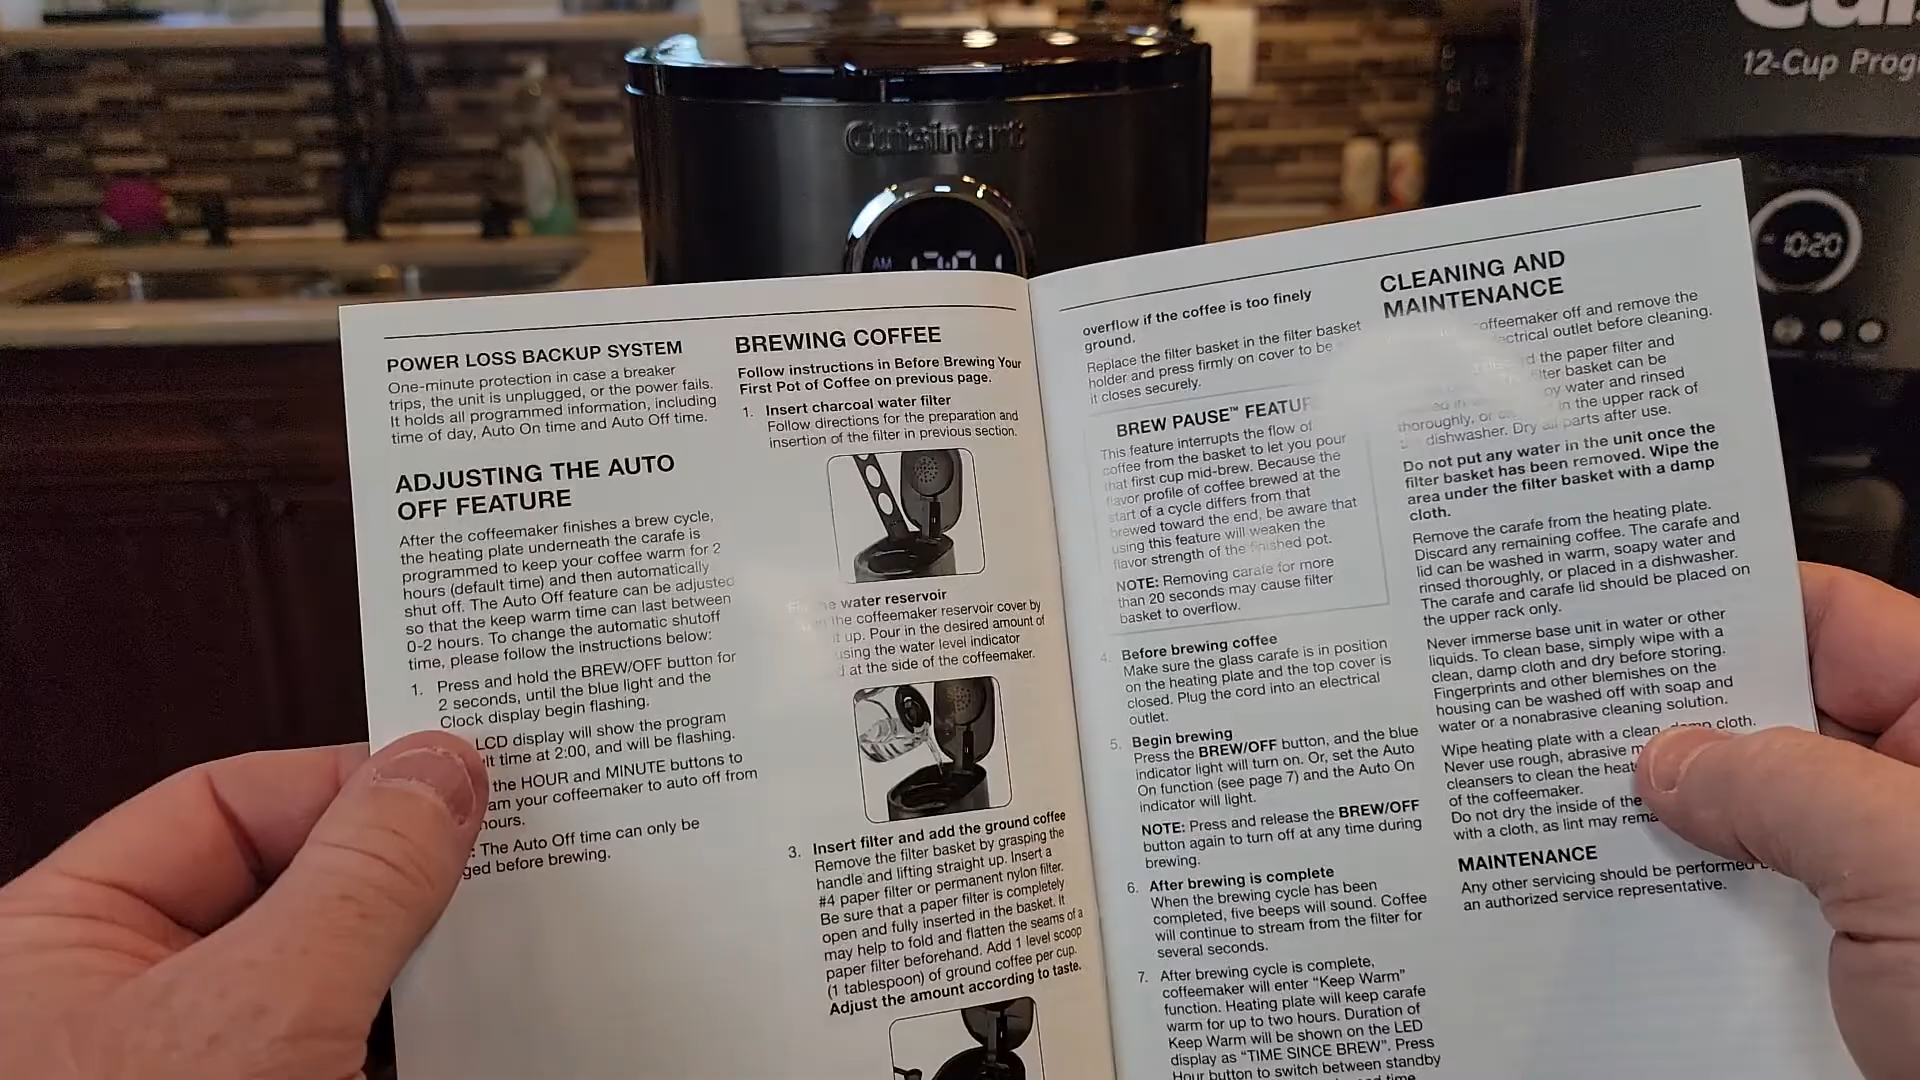 Cuisinart
12-Cup
AM
10:20
POWER LOSS BACKUP SYSTEM
One-minute protection in case a breaker
trips, the unit is unplugged, or the power fails.
It holds all programmed information, including
time of day, Auto On time and Auto Off time.
ADJUSTING THE AUTO
OFF FEATURE
After the coffeemaker finishes a brew cycle,
the heating plate underneath the carafe is
programmed to keep your coffee warm for 2
hours (default time) and then automatically
shut off. The Auto Off feature can be adjusted
so that the keep warm time can last between
0-2 hours. To change the automatic shutoff
time, please follow the instructions below:
1. Press and hold the BREW/OFF button for
2 seconds, until the blue light and the
Clock display begin flashing.
LCD display will show the program
time at 2:00, and will be flashing.
the HOUR and MINUTE buttons to
your coffeemaker to auto off from
hours.
The Auto Off time can only be
before brewing.
BREWING COFFEE
Follow instructions in Before Brewing Your
First Pot of Coffee on previous page.
1. Insert charcoal water filter
Follow directions for the preparation and
insertion of the filter in previous section.
water reservoir
the coffeemaker reservoir cover by
it up. Pour in the desired amount of
using the water level indicator
at the side of the coffeemaker.
3. Insert filter and add the ground coffee
Remove the filter basket by grasping the
handle and lifting straight up. Insert a
#4 paper filter or permanent nylon filter.
Be sure that a paper filter is completely
open and fully inserted in the basket. It
may help to fold and flatten the seams of a
paper filter beforehand. Add 1 level scoop
(1 tablespoon) of ground coffee per cup.
Adjust the amount according to taste.
overflow if the coffee is too finely
ground.
Replace the filter basket in the filter basket
holder and press firmly on cover to be
it closes securely.
BREW PAUSE™
This feature interrupts the flow of
coffee from the basket to let you pour
that first cup mid-brew. Because the
flavor profile of coffee brewed at the
start of a cycle differs from that
brewed toward the end, be aware that
using this feature will weaken the
flavor strength of the finished pot.
NOTE: Removing carafe for more
than 20 seconds may cause filter
basket to overflow.
4. Before brewing coffee
Make sure the glass carafe is in position
on the heating plate and the top cover is
closed. Plug the cord into an electrical
outlet.
5. Begin brewing
Press the BREW/OFF button, and the blue
indicator light will turn on. Or, set the Auto
On function (see page 7) and the Auto On
indicator will light.
NOTE: Press and release the BREW/OFF
button again to turn off at any time during
brewing.
6. After brewing is complete
When the brewing cycle has been
completed, five beeps will sound. Coffee
will continue to stream from the filter for
several seconds.
7. After brewing cycle is complete,
coffeemaker will enter “Keep Warm”
function. Heating plate will keep carafe
warm for up to two hours. Duration of
Keep Warm will be shown on the LED
display as “TIME SINCE BREW”. Press
Hour button to switch between standby
time
CLEANING AND
MAINTENANCE
coffeemaker off and remove the
electrical outlet before cleaning.
the paper filter and
filter basket can be
water and rinsed
thoroughly, or in the upper rack of
dishwasher. Dry all parts after use.
Do not put any water in the unit once the
filter basket has been removed. Wipe the
area under the filter basket with a damp
cloth.
Remove the carafe from the heating plate.
Discard any remaining coffee. The carafe and
lid can be washed in warm, soapy water and
rinsed thoroughly, or placed in a dishwasher.
The carafe and carafe lid should be placed on
the upper rack only.
Never immerse base unit in water or other
liquids. To clean base, simply wipe with a
clean, damp cloth and dry before storing.
Fingerprints and other blemishes on the
housing can be washed off with soap and
water or a nonabrasive cleaning solution.
Wipe heating plate with a clean, damp cloth.
Never use rough, abrasive
cleansers to clean the
of the coffeemaker.
Do not dry the inside of the
with a cloth, as lint may
MAINTENANCE
Any other servicing should be performed
an authorized service representative.